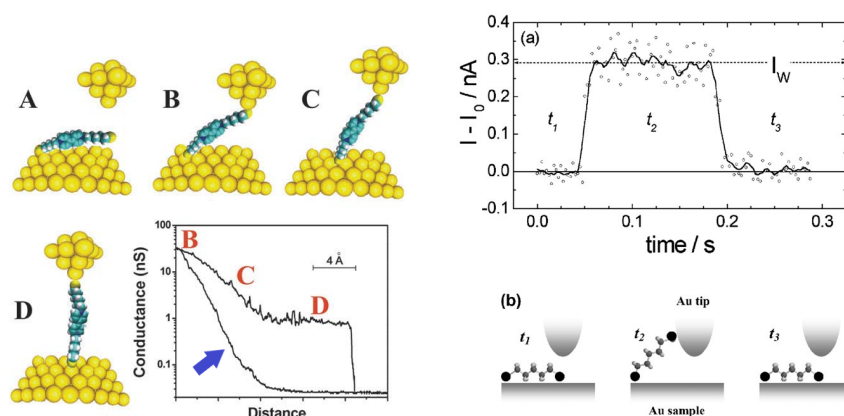 A
B
C
D
Conductance (nS)
100
10
1
0.1
B
C
D
4 Å
Distance
(a)
I - I₀ / nA
0.4
0.3
0.2
0.1
0.0
-0.1
I_W
t₁
t₂
t₃
0.0
0.1
0.2
0.3
time / s
(b)
Au tip
t₁
t₂
t₃
Au sample